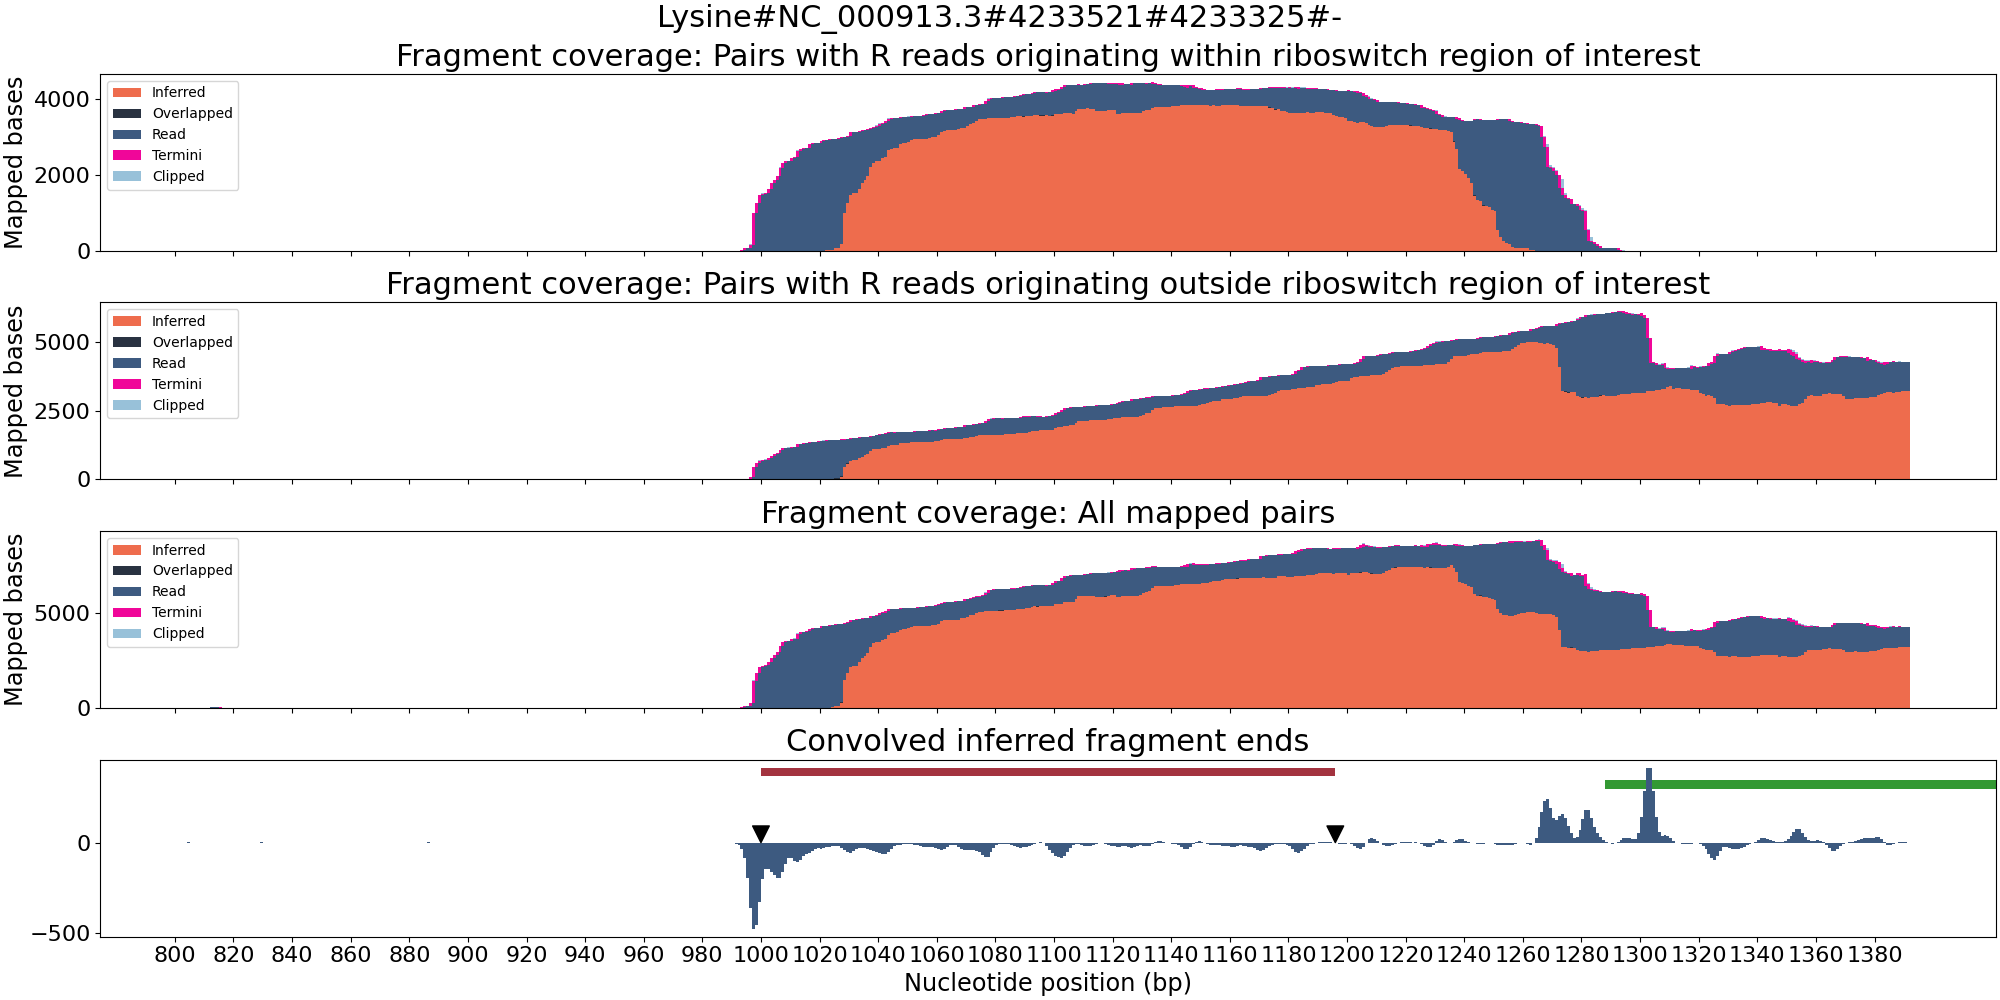 Lysine#NC_000913.3#4233521#4233325#-
Fragment coverage: Pairs with R reads originating within riboswitch region of interest
Mapped bases
4000
2000
0
Inferred
Overlapped
Read
Termini
Clipped
Fragment coverage: Pairs with R reads originating outside riboswitch region of interest
Mapped bases
5000
2500
0
Inferred
Overlapped
Read
Termini
Clipped
Fragment coverage: All mapped pairs
Mapped bases
5000
0
Inferred
Overlapped
Read
Termini
Clipped
Convolved inferred fragment ends
0
−500
800 820 840 860 880 900 920 940 960 980 1000 1020 1040 1060 1080 1100 1120 1140 1160 1180 1200 1220 1240 1260 1280 1300 1320 1340 1360 1380
Nucleotide position (bp)